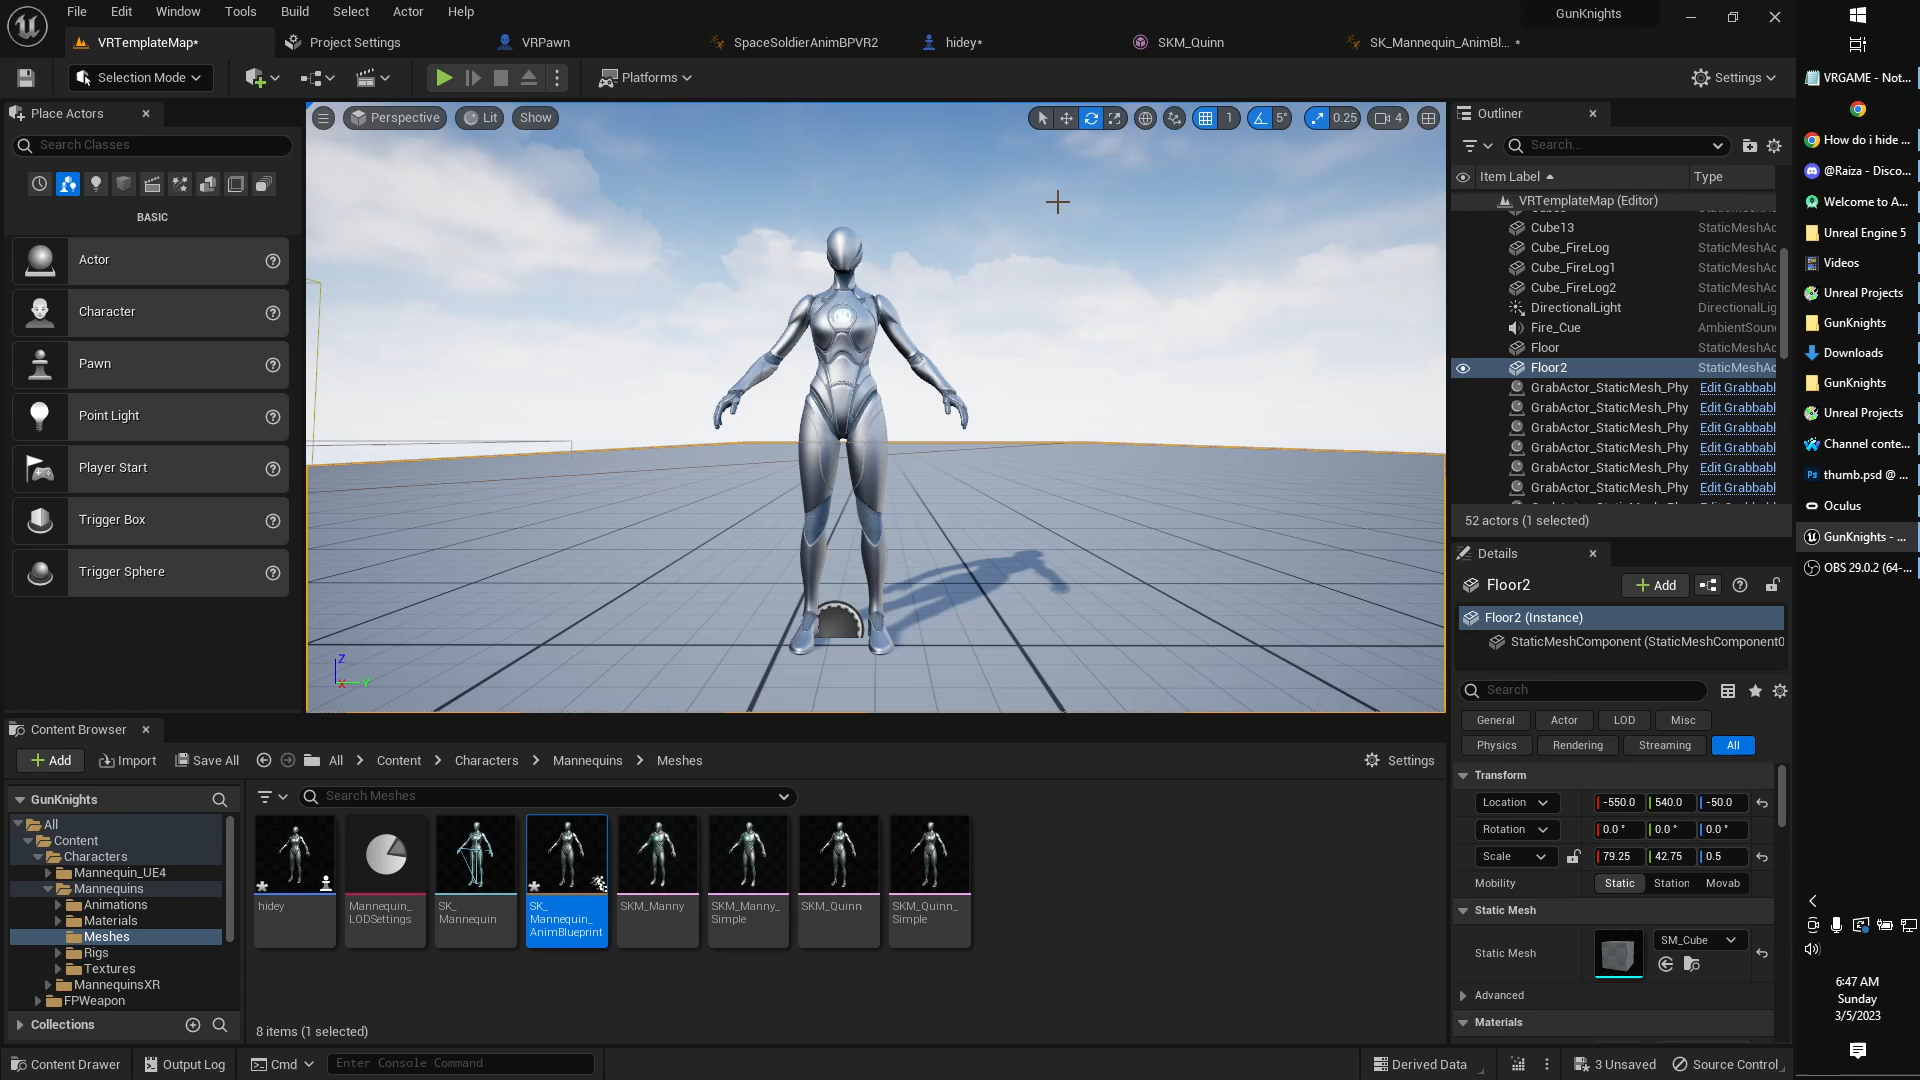 File Edit Window Tools Build Select Actor Help
GunKnights
VRTemplateMap*
Project Settings
VRPawn
SpaceSoldierAnimBPVR2
hidey*
SKM_Quinn
SK_Mannequin_AnimBl... *
Selection Mode
Platforms
Settings
Place Actors
Search Classes
BASIC
Actor
Character
Pawn
Point Light
Player Start
Trigger Box
Trigger Sphere
Perspective
Lit
Show
1
5°
0.25
4
Z
X
Y
Outliner
Search...
Item Label
Type
VRTemplateMap (Editor)
Cube13 StaticMeshAc
Cube_FireLog StaticMeshAc
Cube_FireLog1 StaticMeshAc
Cube_FireLog2 StaticMeshAc
DirectionalLight DirectionalLig
Fire_Cue AmbientSoun
Floor StaticMeshAc
Floor2 StaticMeshAc
GrabActor_StaticMesh_Phy Edit Grabbabl
GrabActor_StaticMesh_Phy Edit Grabbabl
GrabActor_StaticMesh_Phy Edit Grabbabl
GrabActor_StaticMesh_Phy Edit Grabbabl
GrabActor_StaticMesh_Phy Edit Grabbabl
GrabActor_StaticMesh_Phy Edit Grabbabl
52 actors (1 selected)
Details
Floor2
Add
Floor2 (Instance)
StaticMeshComponent (StaticMeshComponent0
Search
General Actor LOD Misc
Physics Rendering Streaming All
Transform
Location -550.0 540.0 -50.0
Rotation 0.0 ° 0.0 ° 0.0 °
Scale 79.25 42.75 0.5
Mobility Static Station Movab
Static Mesh
Static Mesh
SM_Cube
Advanced
Materials
Content Browser
Add
Import
Save All
All > Content > Characters > Mannequins > Meshes
Settings
GunKnights
All
Content
Characters
Mannequin_UE4
Mannequins
Animations
Materials
Meshes
Rigs
Textures
MannequinsXR
FPWeapon
Collections
Search Meshes
hidey
Mannequin_
LODSettings
SK_
Mannequin
SK_
Mannequin_
AnimBlueprint
SKM_Manny
SKM_Manny_
Simple
SKM_Quinn
SKM_Quinn_
Simple
8 items (1 selected)
Content Drawer
Output Log
Cmd
Enter Console Command
Derived Data
3 Unsaved
Source Control
VRGAME - Not...
How do i hide ...
@Raiza - Disco...
Welcome to A...
Unreal Engine 5
Videos
Unreal Projects
GunKnights
Downloads
GunKnights
Unreal Projects
Channel conte...
Ps
thumb.psd @ ...
Oculus
GunKnights - ...
OBS 29.0.2 (64-...
6:47 AM
Sunday
3/5/2023